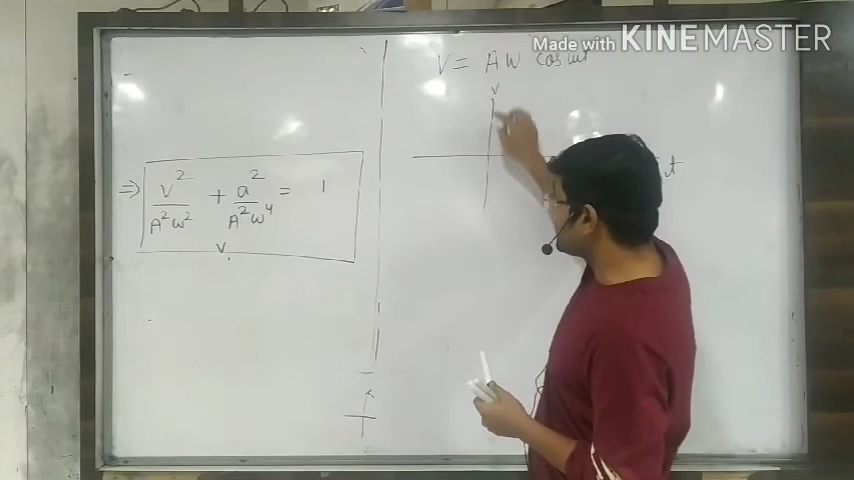 Made with KINEMASTER
V = Aω cos ωt
v
t
⇒ v²/A²ω² + a²/A²ω⁴ = 1
v